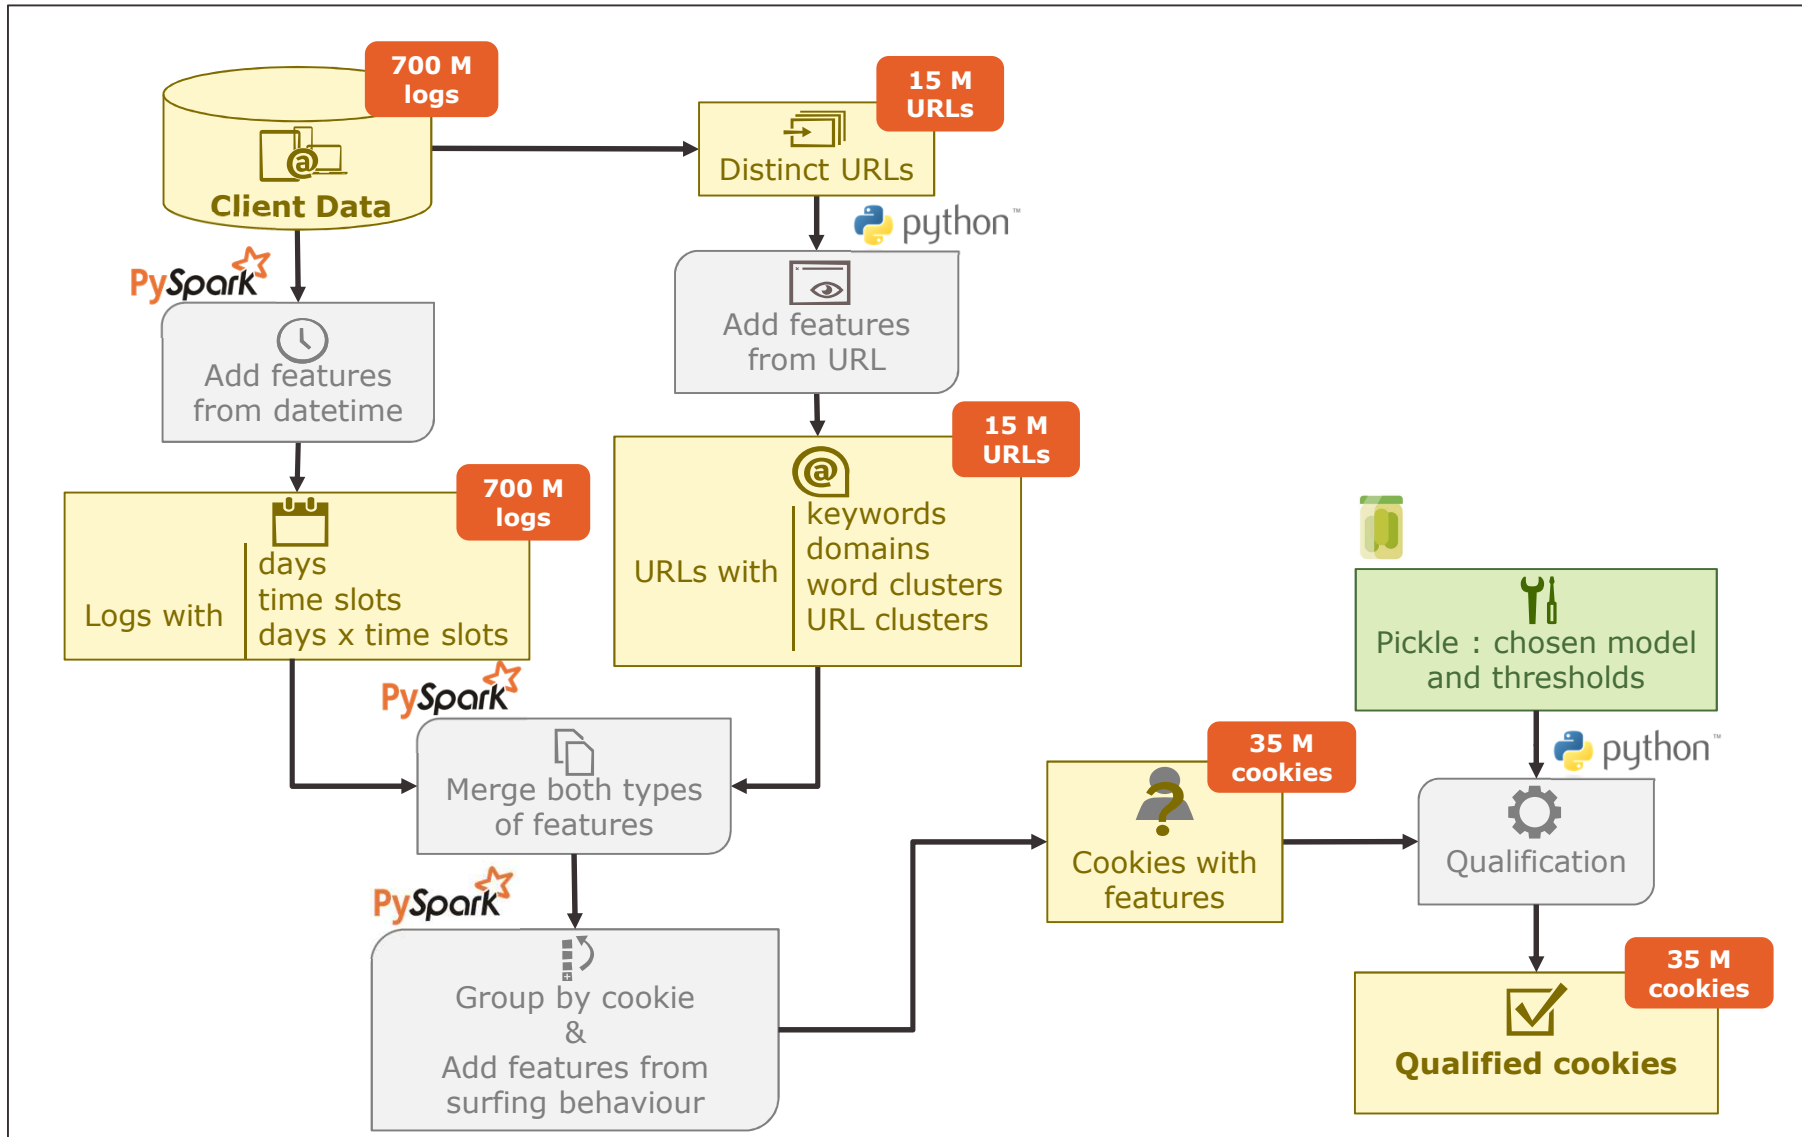 700 M
logs
Client Data
15 M
URLs
Distinct URLs
PySpark
python™
Add features
from datetime
Add features
from URL
700 M
logs
days
time slots
days x time slots
Logs with
15 M
URLs
@
keywords
domains
word clusters
URL clusters
URLs with
Pickle : chosen model
and thresholds
PySpark
Merge both types
of features
python™
35 M
cookies
?
Cookies with
features
Qualification
PySpark
Group by cookie
&
Add features from
surfing behaviour
35 M
cookies
Qualified cookies